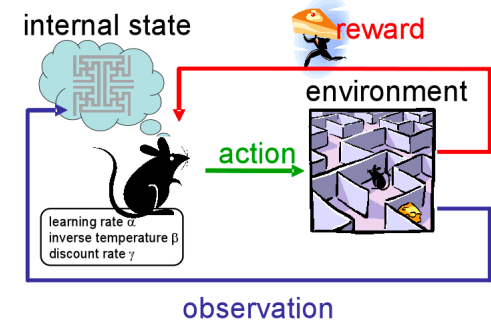 internal state
reward
environment
action
learning rate α
inverse temperature β
discount rate γ
observation